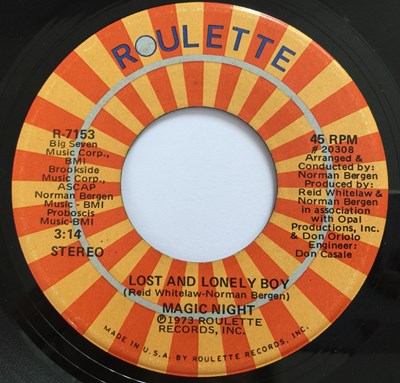 ROULETTE
R-7153
Big Seven
Music Corp.,
BMI
Brookside
Music Corp.,
ASCAP
Norman Bergen
Music - BMI
Proboscis
Music-BMI
3:14
STEREO
45 RPM
# 20308
Arranged &
Conducted by:
Norman Bergen
Produced by:
Reid Whitelaw &
Norman Bergen
in association
with Opal
Productions, Inc.
& Don Oriolo
Engineer:
Don Casale
LOST AND LONELY BOY
(Reid Whitelaw-Norman Bergen)
MAGIC NIGHT
Ⓟ1973 ROULETTE
RECORDS, INC.
MADE IN U.S.A. BY ROULETTE RECORDS, INC.